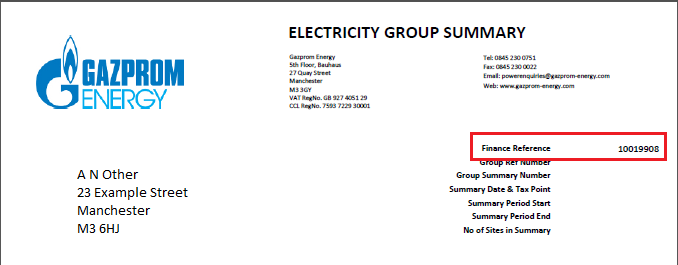 ELECTRICITY GROUP SUMMARY
GAZPROM
ENERGY
Gazprom Energy
5th Floor, Bauhaus
27 Quay Street
Manchester
M3 3GY
VAT RegNo. GB 927 4051 29
CCL RegNo. 7593 7229 30001
Tel: 0845 230 0751
Fax: 0845 230 0022
Email: powerenquiries@gazprom-energy.com
Web: www.gazprom-energy.com
Finance Reference 10019908
Group Ref Number
Group Summary Number
Summary Date & Tax Point
Summary Period Start
Summary Period End
No of Sites in Summary
A N Other
23 Example Street
Manchester
M3 6HJ